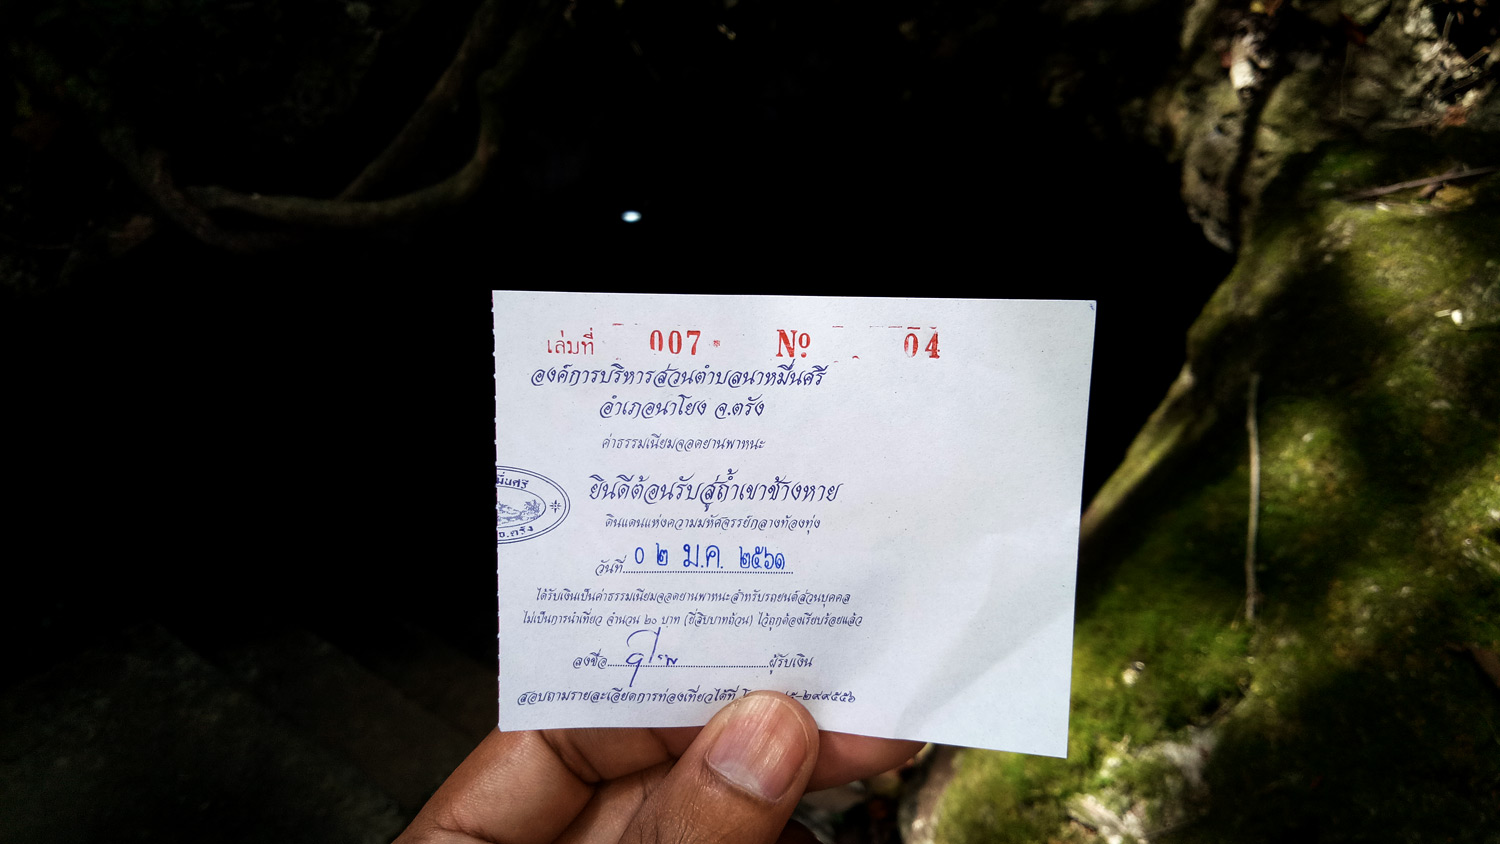 เล่มที่ 007 Nº 04
องค์การบริหารส่วนตำบลนาหมื่นศรี
อำเภอนาโยง จ.ตรัง
ค่าธรรมเนียมจอดยานพาหนะ
ยินดีต้อนรับสู่ถ้ำเขาช้างหาย
ดินแดนแห่งความมหัศจรรย์กลางท้องทุ่ง
วันที่ ๐ ๒ ม.ค. ๒๕๖๑
ได้รับเงินเป็นค่าธรรมเนียมจอดยานพาหนะสำหรับรถยนต์ส่วนบุคคล
ไม่เป็นการนำเที่ยว จำนวน ๒๐ บาท (ยี่สิบบาทถ้วน) ไว้ถูกต้องเรียบร้อยแล้ว
ลงชื่อ ผู้รับเงิน
สอบถามรายละเอียดการท่องเที่ยวได้ที่ ๕-๒๙๙๕๕๖